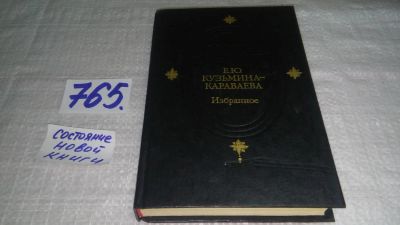 765.
состояние
новой
книги
Е.Ю.
КУЗЬМИНА-
КАРАВАЕВА
Избранное